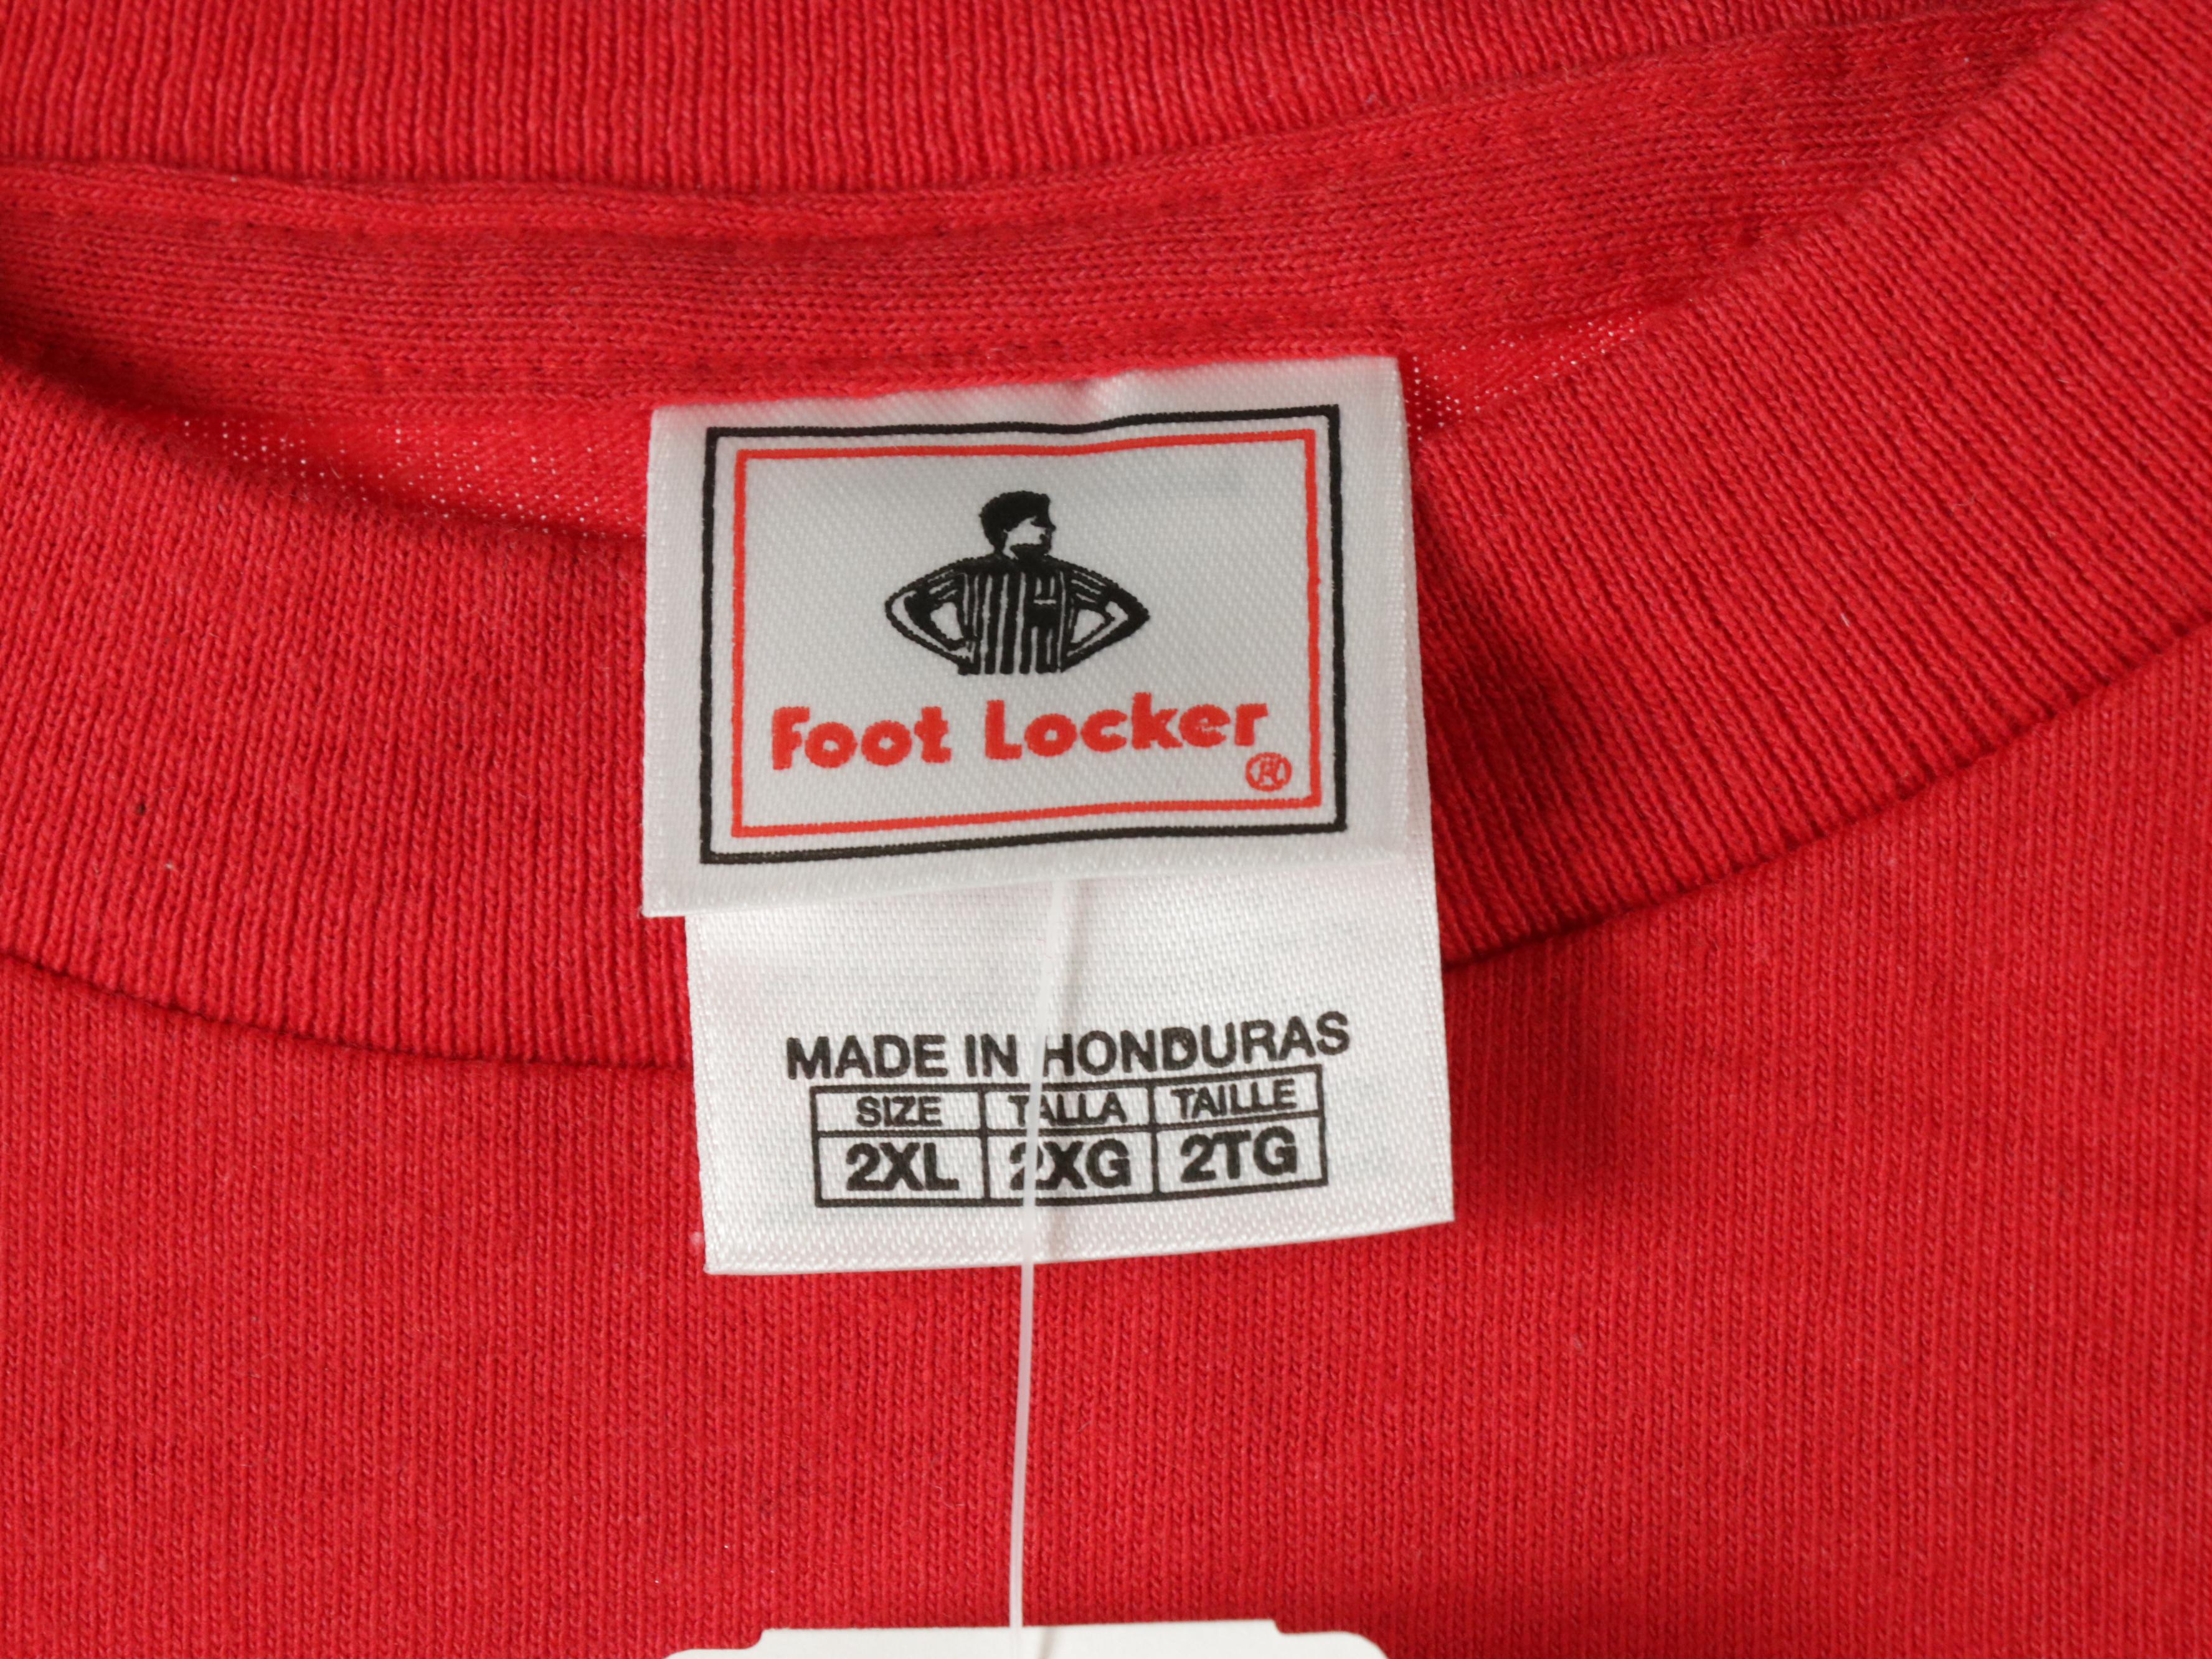 Foot Locker®
MADE IN HONDURAS
SIZE TALLA TAILLE
2XL 2XG 2TG